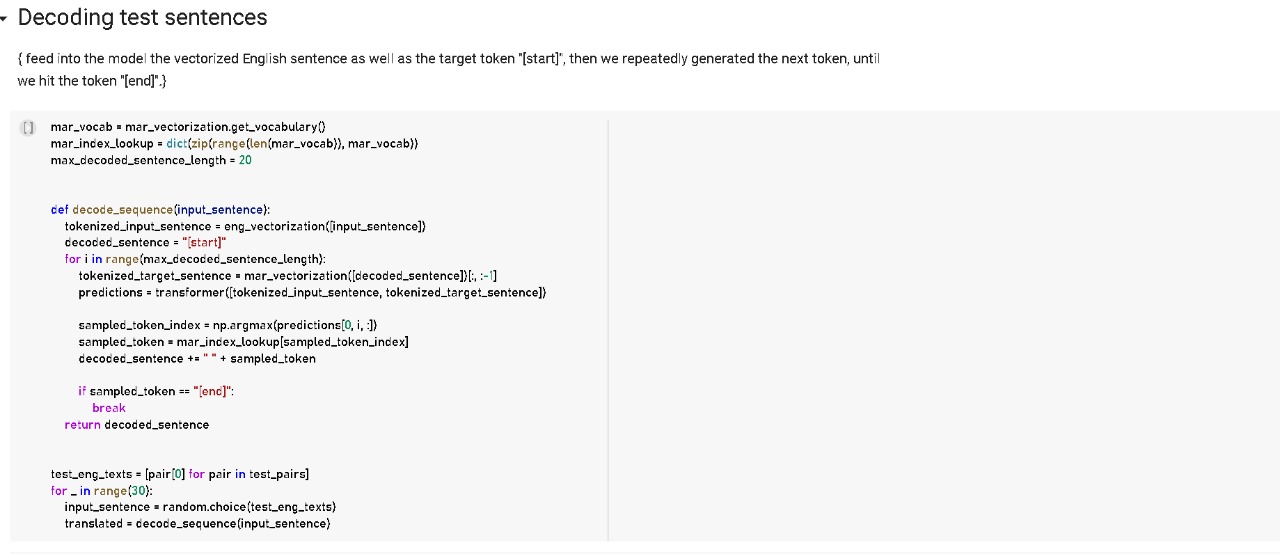 Decoding test sentences
{ feed into the model the vectorized English sentence as well as the target token "[start]", then we repeatedly generated the next token, until
we hit the token "[end]".}
[ ]
mar_vocab = mar_vectorization.get_vocabulary()
mar_index_lookup = dict(zip(range(len(mar_vocab)), mar_vocab))
max_decoded_sentence_length = 20
def decode_sequence(input_sentence):
tokenized_input_sentence = eng_vectorization([input_sentence])
decoded_sentence = "[start]"
for i in range(max_decoded_sentence_length):
tokenized_target_sentence = mar_vectorization([decoded_sentence])[:, :-1]
predictions = transformer([tokenized_input_sentence, tokenized_target_sentence])
sampled_token_index = np.argmax(predictions[0, i, :])
sampled_token = mar_index_lookup[sampled_token_index]
decoded_sentence += " " + sampled_token
if sampled_token == "[end]":
break
return decoded_sentence
test_eng_texts = [pair[0] for pair in test_pairs]
for _ in range(30):
input_sentence = random.choice(test_eng_texts)
translated = decode_sequence(input_sentence)